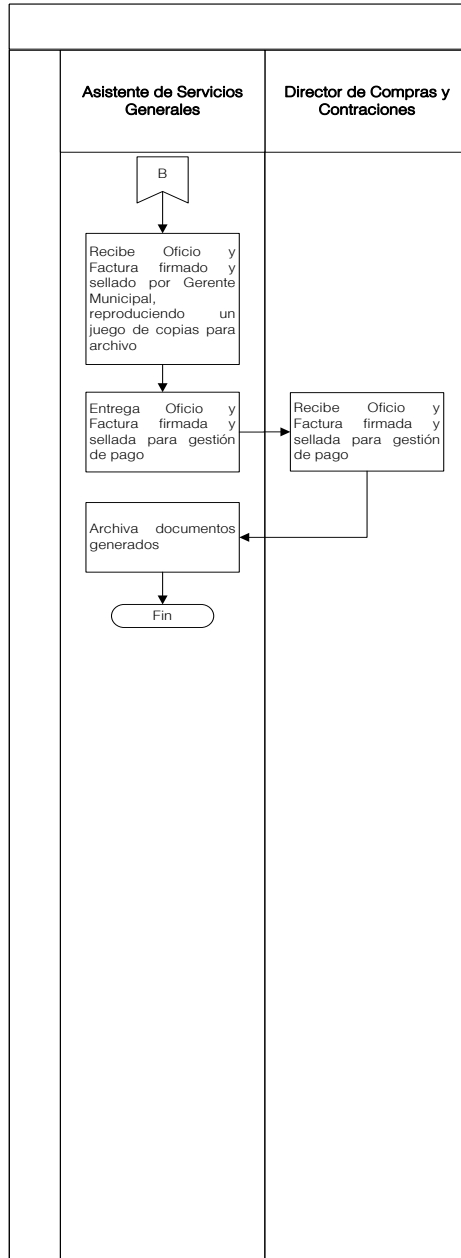 Asistente de Servicios
Generales
Director de Compras y
Contraciones
B
Recibe Oficio y
Factura firmado y
sellado por Gerente
Municipal,
reproduciendo un
juego de copias para
archivo
Entrega Oficio y
Factura firmada y
sellada para gestión
de pago
Recibe Oficio y
Factura firmada y
sellada para gestión
de pago
Archiva documentos
generados
Fin